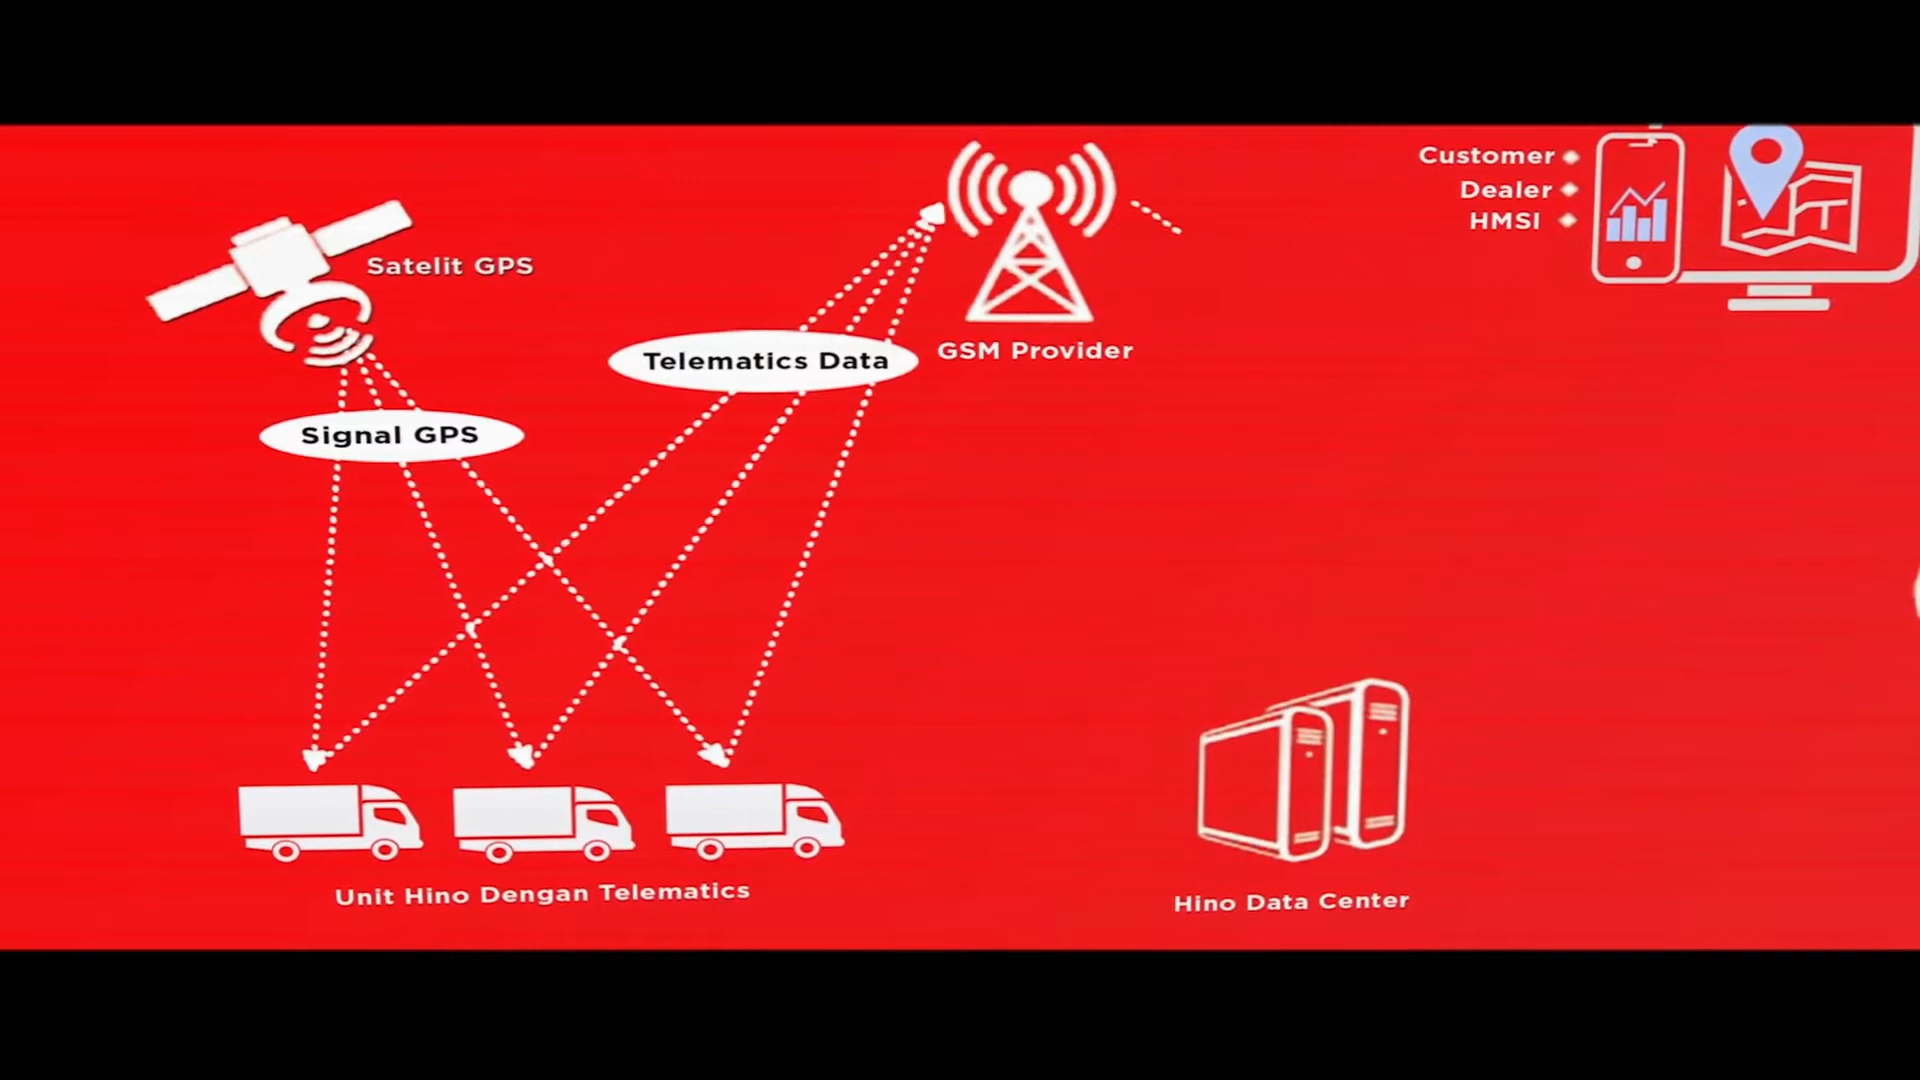 Satelit GPS
Signal GPS
Telematics Data
GSM Provider
Customer
Dealer
HMSI
Unit Hino Dengan Telematics
Hino Data Center